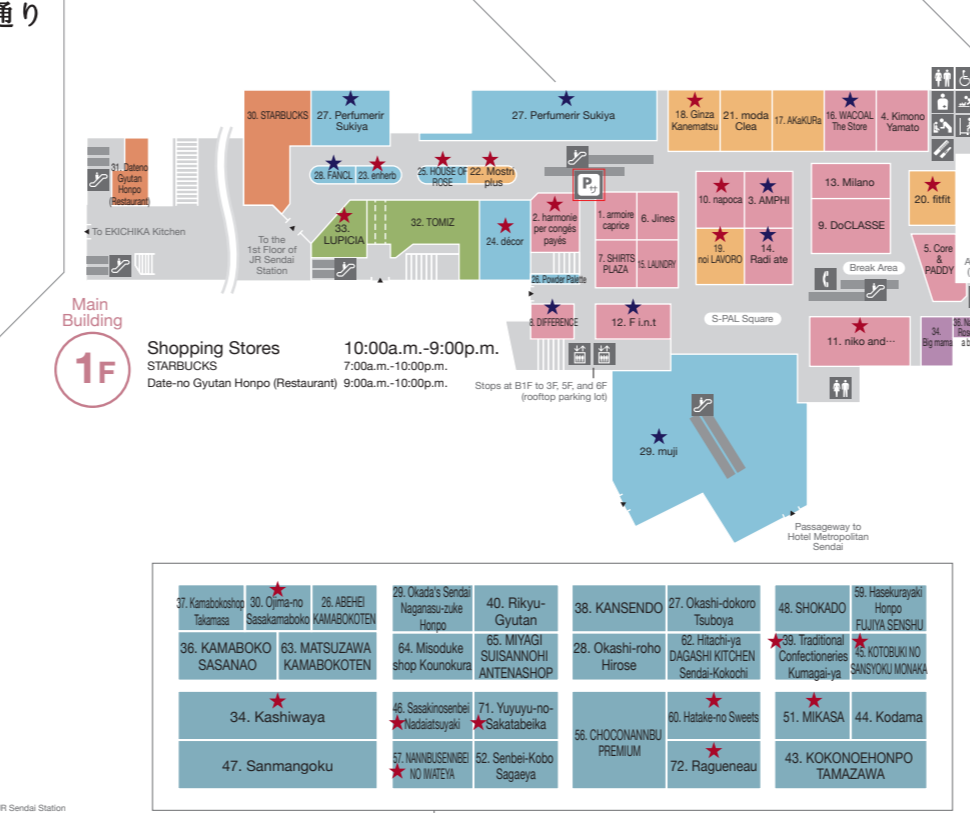 通り
30. STARBUCKS
27. Perfumerir
Sukiya
27. Perfumerir Sukiya
18. Ginza
Kanematsu
21. moda
Clea
17. AKaKURa
16. WACOAL
The Store
4. Kimono
Yamato
31. Dateno
Gyutan
Honpo
(Restaurant)
28. FANCL
23. enherb
25. HOUSE OF
ROSE
22. Mostri
plus
P
To EKICHIKA Kitchen
To the
1st Floor of
JR Sendai
Station
33.
LUPICIA
32. TOMIZ
24. décor
2. harmonie
per congés
payés
1. armoire
caprice
6. Jines
7. SHIRTS
PLAZA
15. LAUNDRY
10. napoca
3. AMPHI
19.
noi LAVORO
14.
Radi ate
13. Milano
9. DoCLASSE
20. fitfit
5. Core
&
PADDY
Break Area
26. Powder Palette
8. DIFFERENCE
12. F i.n.t
S-PAL Square
11. niko and…
34.
Big mama
Main
Building
1F
Shopping Stores 10:00a.m.-9:00p.m.
STARBUCKS 7:00a.m.-10:00p.m.
Date-no Gyutan Honpo (Restaurant) 9:00a.m.-10:00p.m.
Stops at B1F to 3F, 5F, and 6F
(rooftop parking lot)
29. muji
Passageway to
Hotel Metropolitan
Sendai
37. Kamabokoshop
Takamasa
30. Ojima-no
Sasakamaboko
26. ABEHEI
KAMABOKOTEN
36. KAMABOKO
SASANAO
63. MATSUZAWA
KAMABOKOTEN
34. Kashiwaya
47. Sanmangoku
29. Okada's Sendai
Naganasu-zuke
Honpo
40. Rikyu-
Gyutan
64. Misoduke
shop Kounokura
65. MIYAGI
SUISANNOHI
ANTENASHOP
46. Sasakinosenbei
Nadaiatsuyaki
71. Yuyuyu-no-
Sakatabeika
57. NANNBUSENNBEI
NO IWATEYA
52. Senbei-Kobo
Sagaeya
38. KANSENDO
27. Okashi-dokoro
Tsuboya
28. Okashi-roho
Hirose
62. Hitachi-ya
DAGASHI KITCHEN
Sendai-Kokochi
56. CHOCONANNBU
PREMIUM
60. Hatake-no Sweets
72. Ragueneau
48. SHOKADO
59. Hasekurayaki
Honpo
FUJIYA SENSHU
39. Traditional
Confectioneries
Kumagai-ya
45. KOTOBUKI NO
SANSYOKU MONAKA
51. MIKASA
44. Kodama
43. KOKONOEHONPO
TAMAZAWA
R Sendai Station